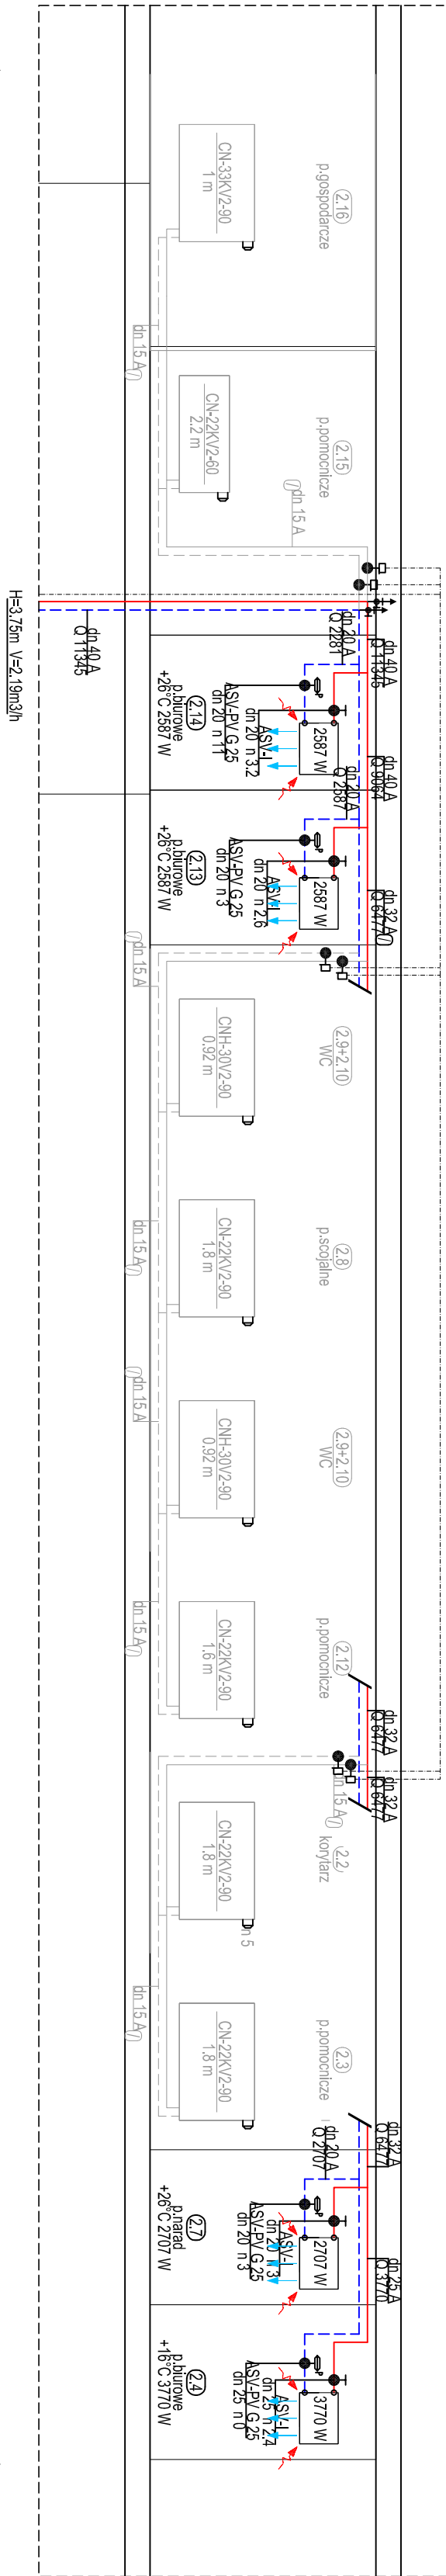 2.16
p.gospodarcze
CN-33KV2-90
1 m
dn 15 A
2.15
p.pomocnicze
CN-22KV2-60
2.2 m
dn 15 A
dn 40 A
Q 11345
H=3.75m V=2.19m3/h
dn 40 A
Q 11345
dn 20 A
Q 2281
2587 W
ASV-I
dn 20 n 3.2
ASV-PV G 25
dn 20 n 11
2.14
p.biurowe
+26°C 2587 W
dn 40 A
Q 9064
dn 20 A
Q 2587
2587 W
ASV-I
dn 20 n 2.6
ASV-PV G 25
dn 20 n 3
2.13
p.biurowe
+26°C 2587 W
dn 32 A
Q 6477
dn 15 A
2.9+2.10
WC
CNH-30V2-90
0.92 m
2.8
p.scojalne
CN-22KV2-90
1.8 m
dn 15 A
2.9+2.10
WC
CNH-30V2-90
0.92 m
dn 15 A
2.12
p.pomocnicze
CN-22KV2-90
1.6 m
dn 15 A
dn 32 A
Q 6477
dn 32 A
Q 6477
dn 15 A
2.2
korytarz
CN-22KV2-90
1.8 m
n 5
2.3
p.pomocnicze
CN-22KV2-90
1.8 m
dn 15 A
dn 32 A
Q 6477
dn 20 A
Q 2707
2707 W
ASV-I
dn 20 n 3
ASV-PV G 25
dn 20 n 3
2.7
p.narad
+26°C 2707 W
dn 25 A
Q 3770
3770 W
ASV-I
dn 25 n 2.4
ASV-PV G 25
dn 25 n 0
2.4
p.biurowe
+16°C 3770 W